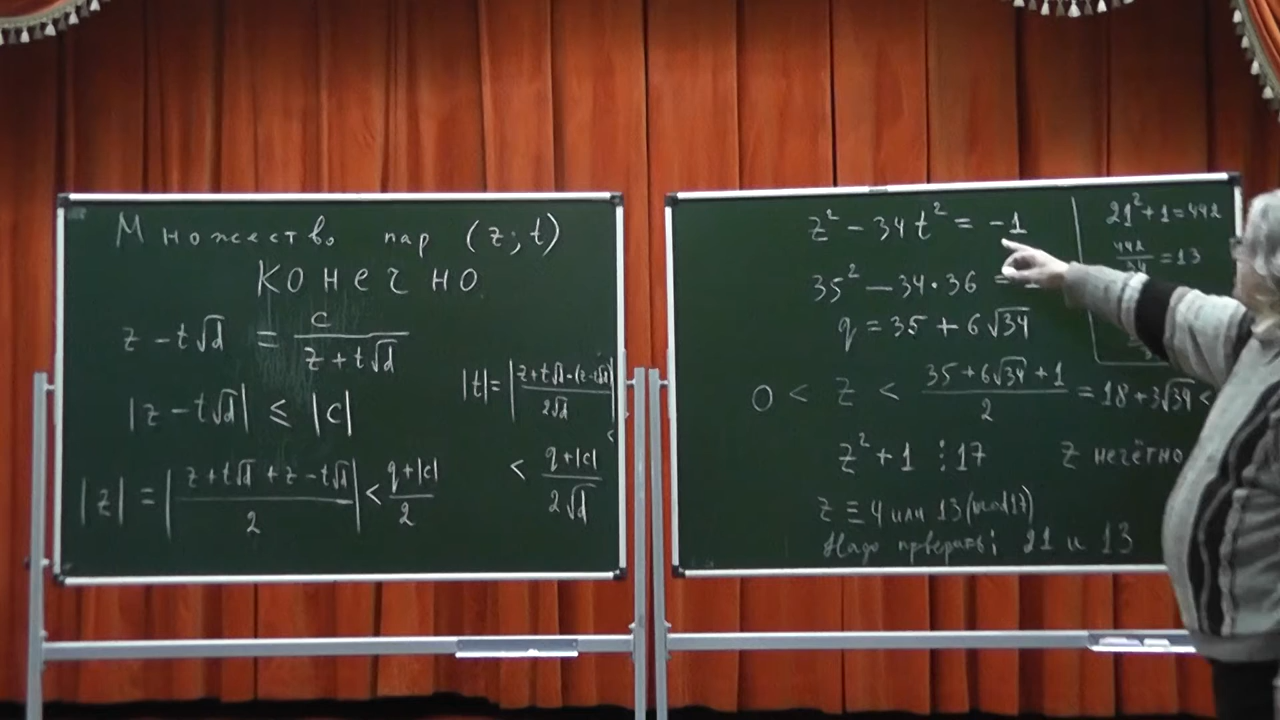 Множество пар (z; t)
конечно
z − t√d = c / (z + t√d)
|z − t√d| ≤ |c|
|t| = |(z + t√d − (z − t√d)) / 2√d| <
< (q + |c|) / 2√d
|z| = |(z + t√d + z − t√d) / 2| < (q + |c|) / 2
z² − 34t² = −1
35² − 34·36 = 1
q = 35 + 6√34
0 < z < (35 + 6√34 + 1) / 2 = 18 + 3√34 <
z² + 1 ⋮ 17 z нечётно
z ≡ 4 или 13 (mod 17)
Надо проверить: 21 и 13
21² + 1 = 442
442 / 34 = 13